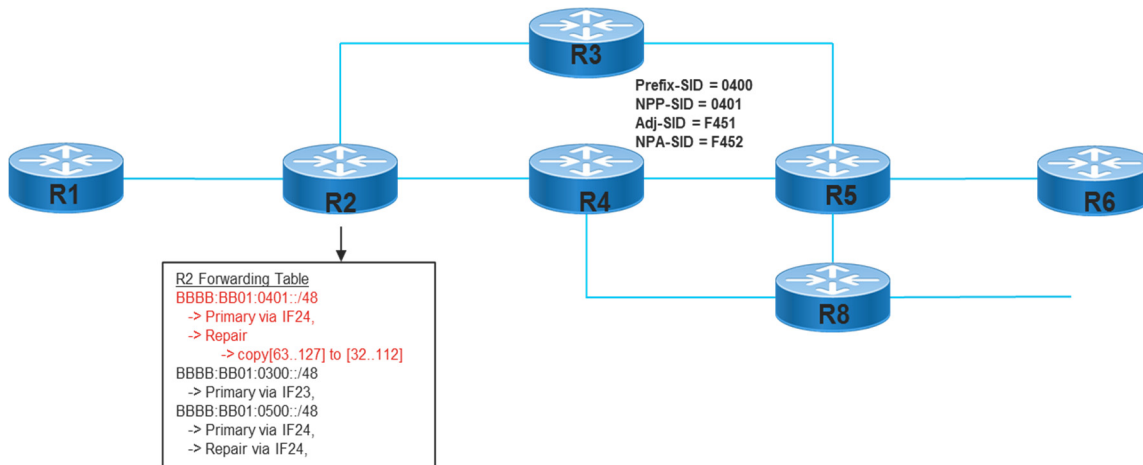 R3
Prefix-SID = 0400
NPP-SID = 0401
Adj-SID = F451
NPA-SID = F452
R1
R2
R4
R5
R6
R8
R2 Forwarding Table
BBBB:BB01:0401::/48
-> Primary via IF24,
-> Repair
-> copy[63..127] to [32..112]
BBBB:BB01:0300::/48
-> Primary via IF23,
BBBB:BB01:0500::/48
-> Primary via IF24,
-> Repair via IF24,